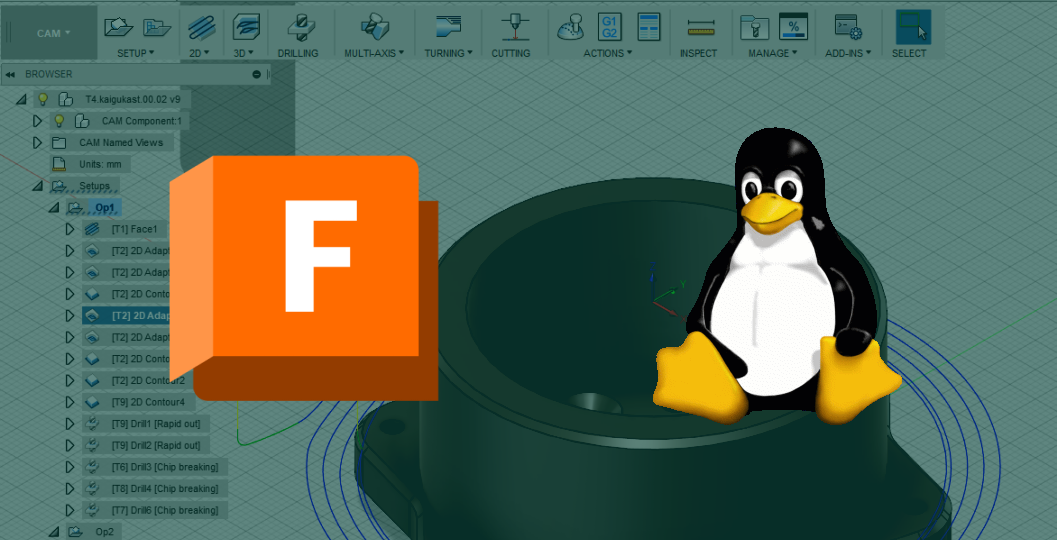 CAM
SETUP
2D
3D
DRILLING
MULTI-AXIS
TURNING
CUTTING
G1
G2
ACTIONS
INSPECT
%
MANAGE
ADD-INS
SELECT
BROWSER
T4.kaigukast.00.02 v9
CAM Component:1
CAM Named Views
Units: mm
Setups
Op1
[T1] Face1
[T2] 2D Adapt
[T2] 2D Adapt
[T2] 2D Conto
[T2] 2D Adap
[T2] 2D Adapt
[T2] 2D Conto
[T2] 2D Contour2
[T9] 2D Contour4
[T9] Drill1 [Rapid out]
[T9] Drill2 [Rapid out]
[T6] Drill3 [Chip breaking]
[T8] Drill4 [Chip breaking]
[T7] Drill6 [Chip breaking]
Op2
F
Y